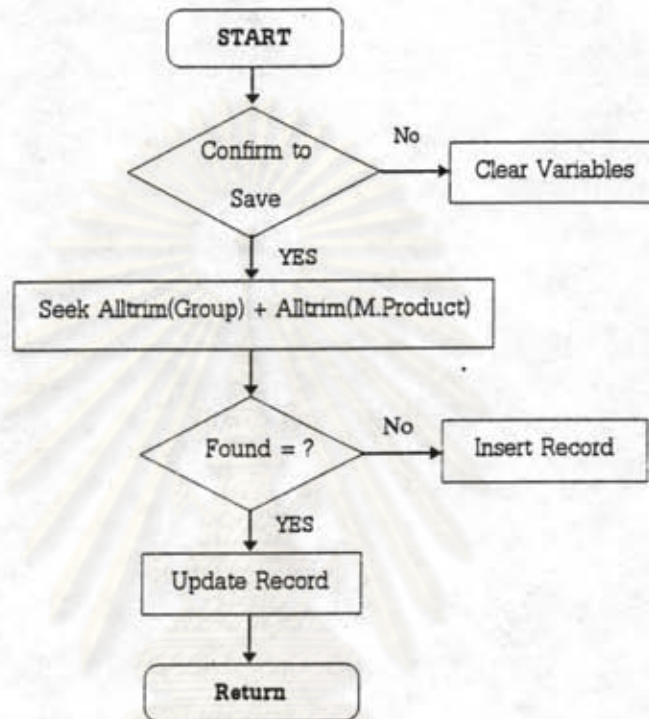 START
Confirm to
Save
No
Clear Variables
YES
Seek Alltrim(Group) + Alltrim(M.Product)
Found = ?
No
Insert Record
YES
Update Record
Return